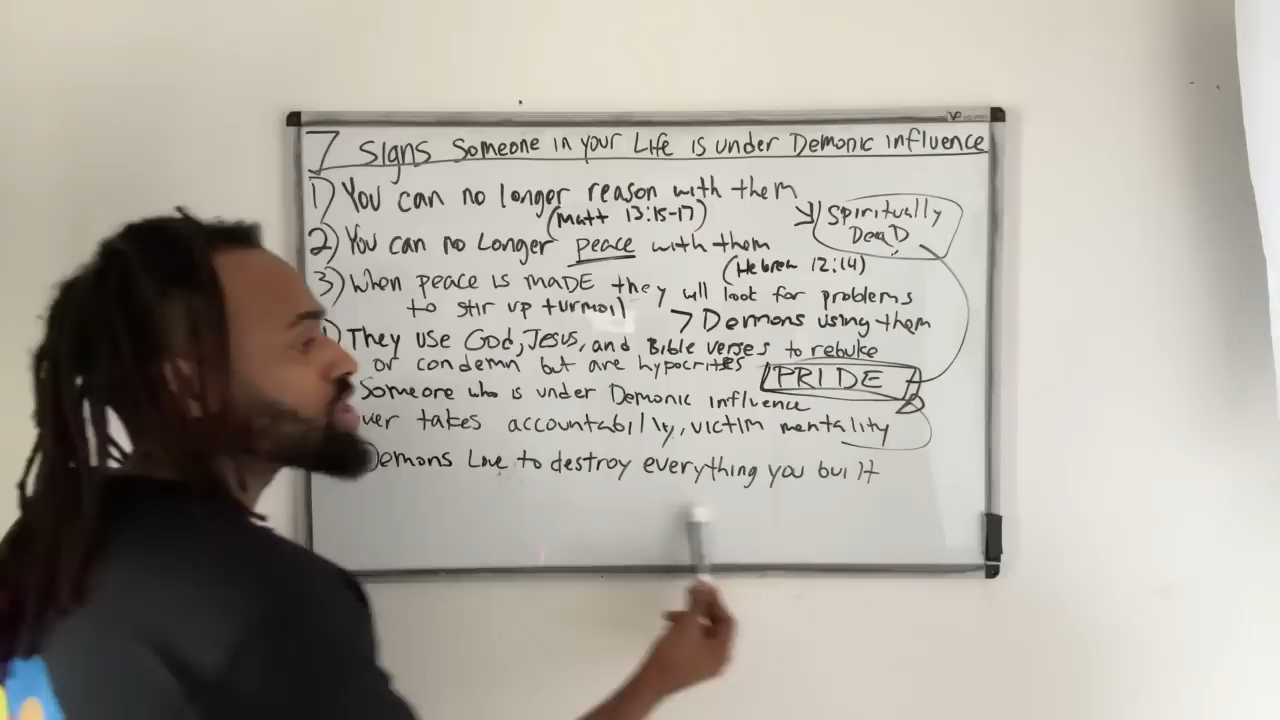 7 Signs Someone in your Life is under Demonic influence
1) You can no longer reason with them
(Matt 13:15-17)
Spiritually
DeaD
2) You can no Longer peace with them
(Hebrew 12:14)
3) When peace is maDE they will look for problems
to stir up turmoil
> Demons using them
) They use God, Jesus, and Bible verses to rebuke
or condemn but are hypocrites
PRIDE
Someone who is under Demonic influence
ver takes accountability, victim mentality
Demons Love to destroy everything you built